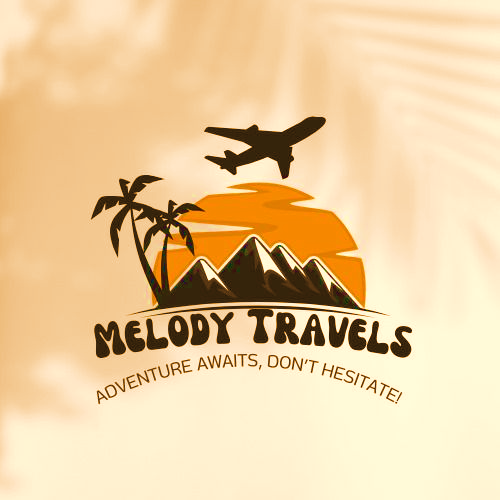 MELODY TRAVELS
ADVENTURE AWAITS, DON'T HESITATE!